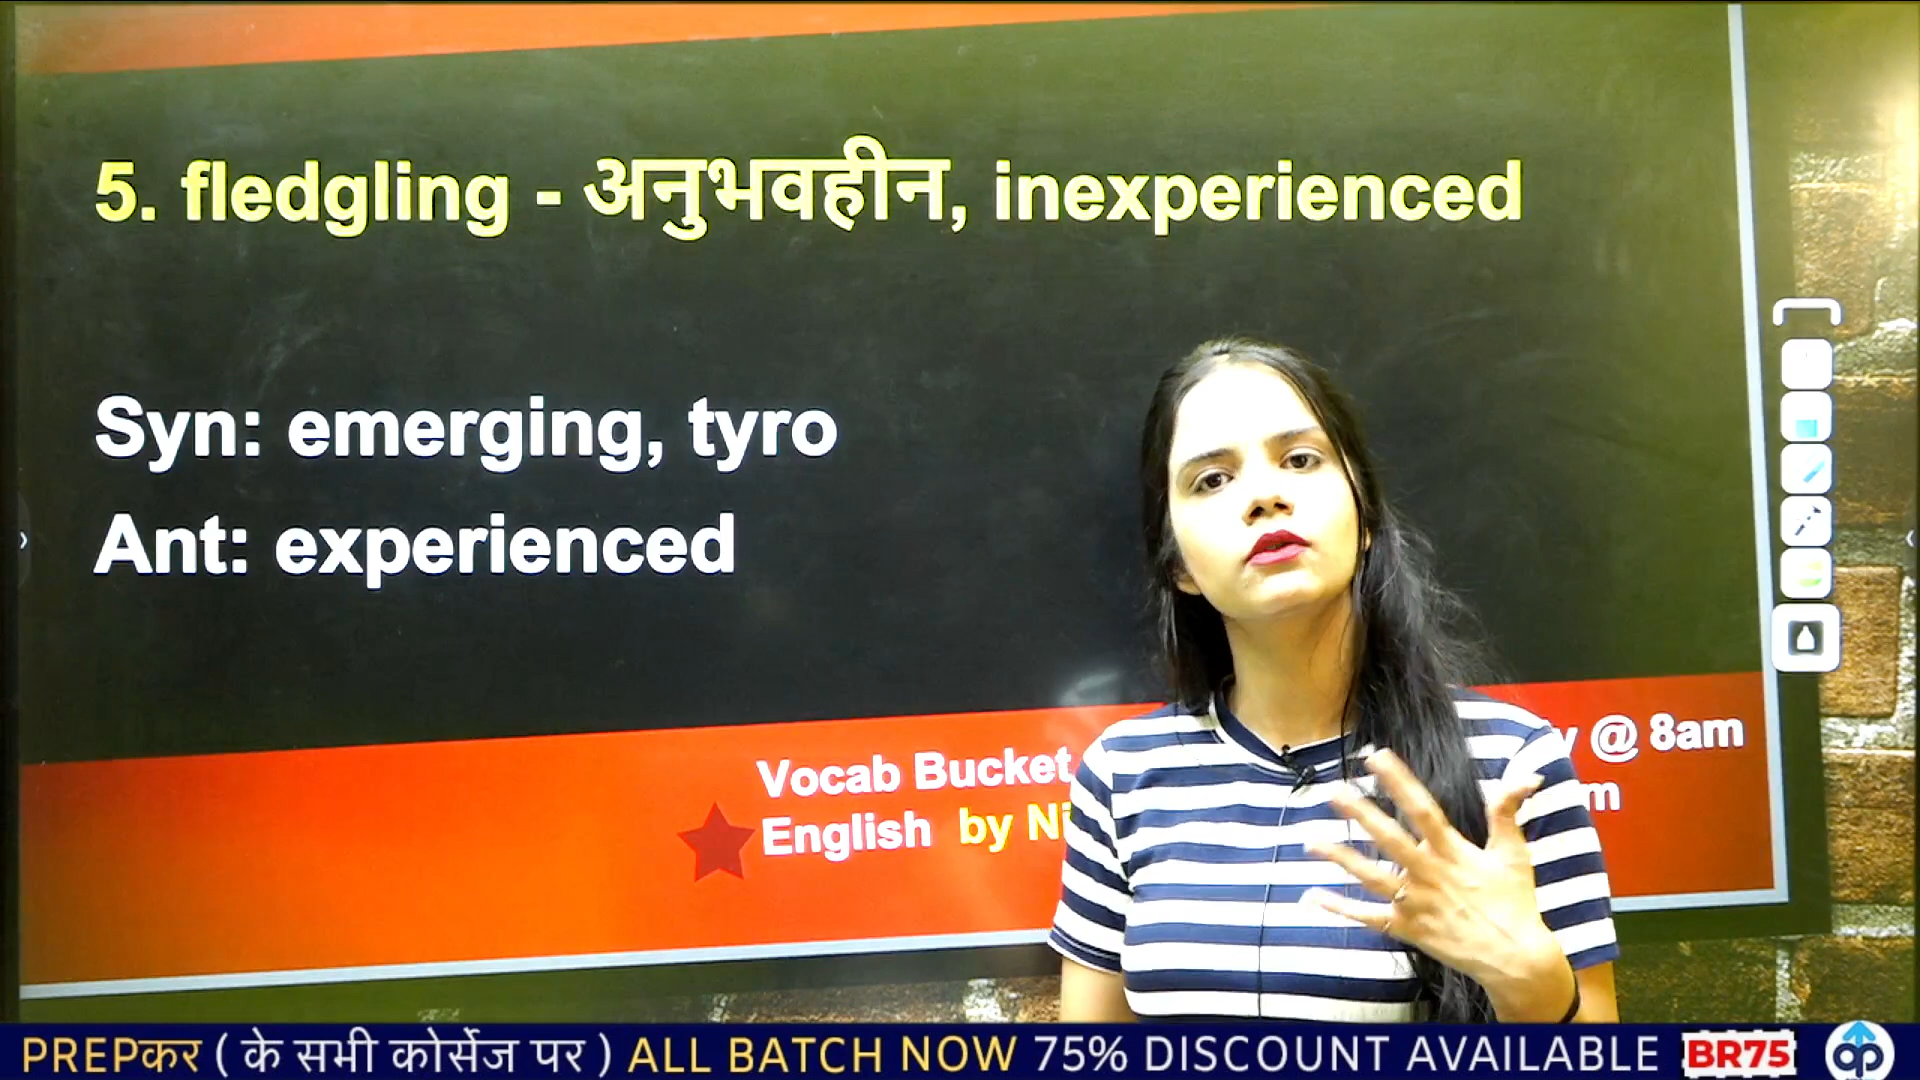 5. fledgling - अनुभवहीन, inexperienced
Syn: emerging, tyro
Ant: experienced
Vocab Bucket
@ 8am
English by
PREPकर ( के सभी कोर्सेज पर ) ALL BATCH NOW 75% DISCOUNT AVAILABLE BR75